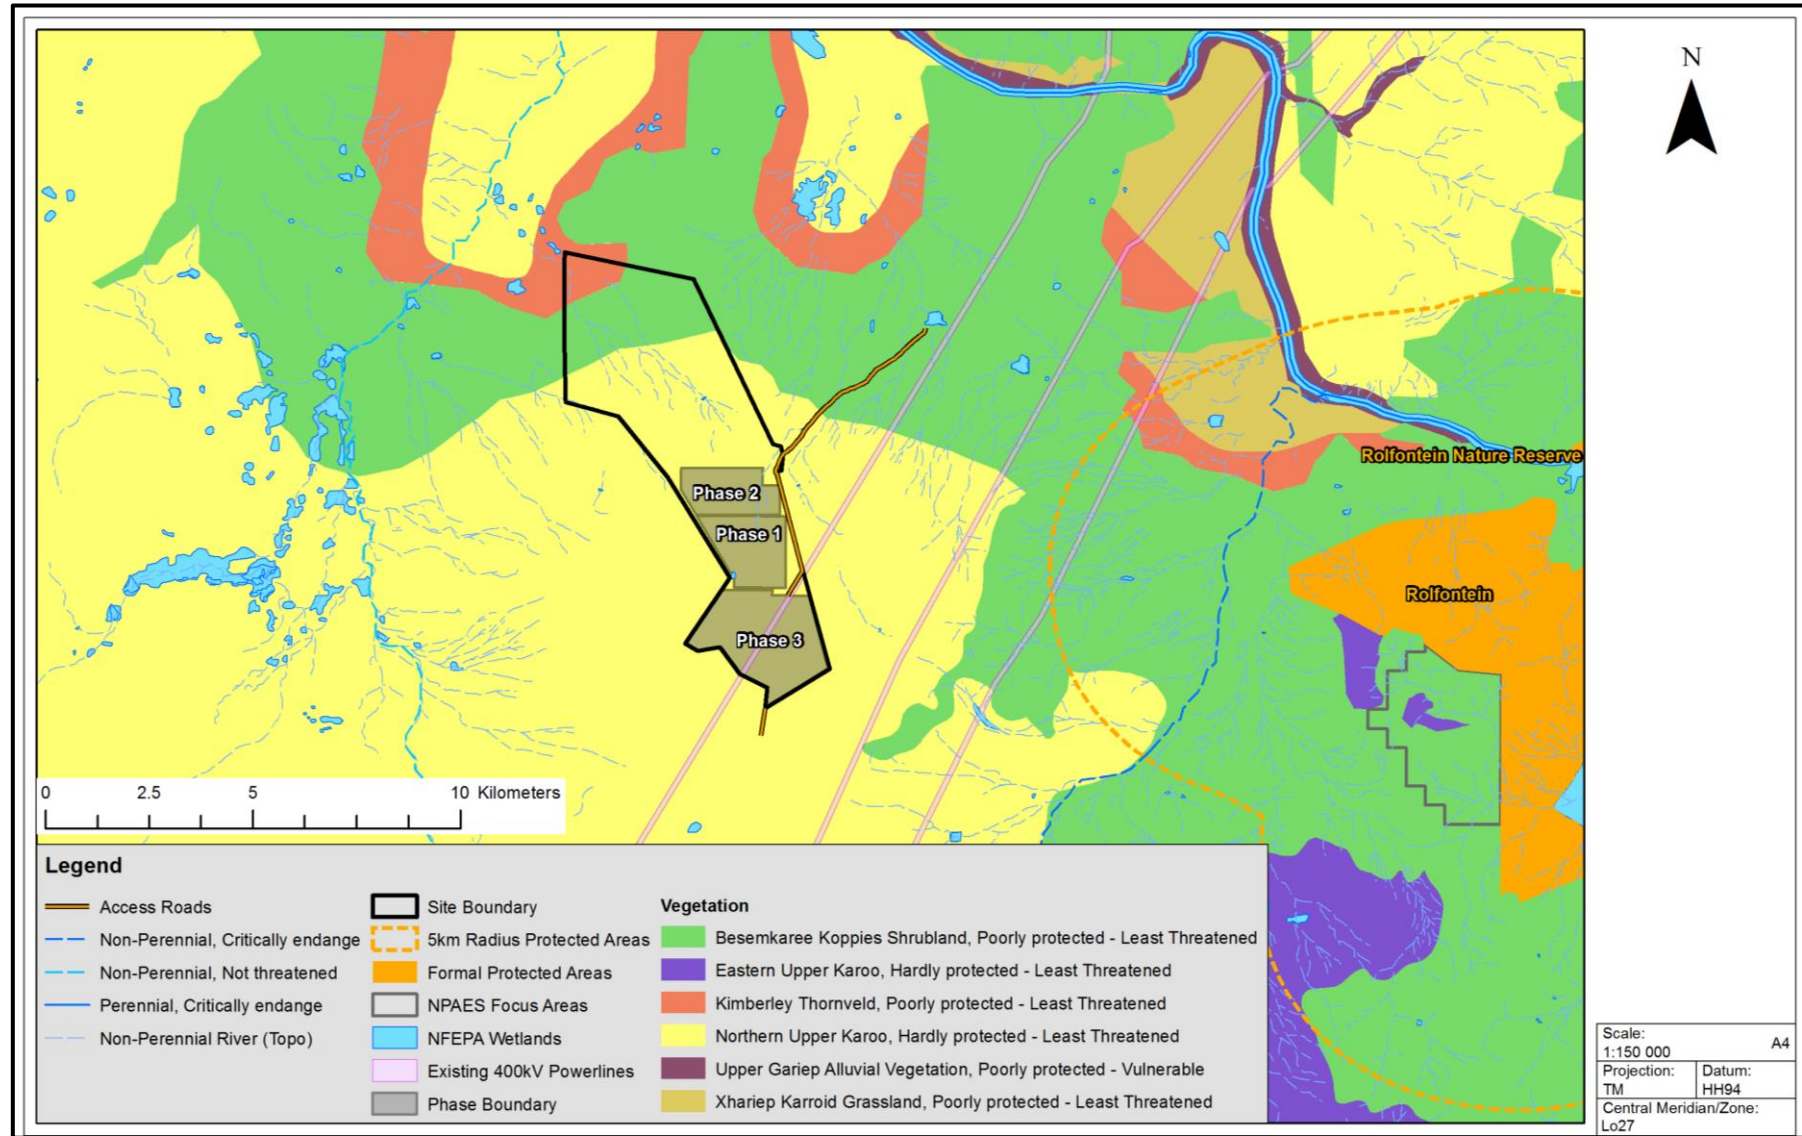 N
Rolfontein Nature Reserve
Phase 2
Phase 1
Rolfontein
Phase 3
0 2.5 5 10 Kilometers
Legend
Access Roads
Non-Perennial, Critically endange
Non-Perennial, Not threatened
Perennial, Critically endange
Non-Perennial River (Topo)
Site Boundary
5km Radius Protected Areas
Formal Protected Areas
NPAES Focus Areas
NFEPA Wetlands
Existing 400kV Powerlines
Phase Boundary
Vegetation
Besemkaree Koppies Shrubland, Poorly protected - Least Threatened
Eastern Upper Karoo, Hardly protected - Least Threatened
Kimberley Thornveld, Poorly protected - Least Threatened
Northern Upper Karoo, Hardly protected - Least Threatened
Upper Gariep Alluvial Vegetation, Poorly protected - Vulnerable
Xhariep Karroid Grassland, Poorly protected - Least Threatened
Scale:
1:150 000 A4
Projection: Datum:
TM HH94
Central Meridian/Zone:
Lo27